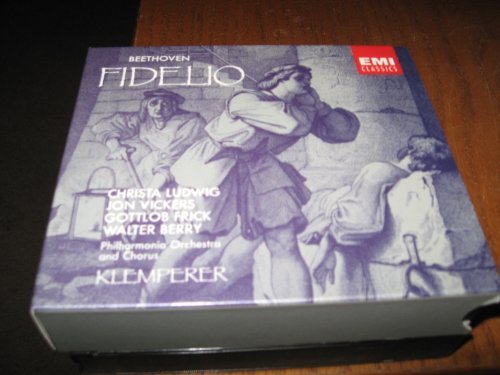 BEETHOVEN
FIDELIO
EMI
CLASSICS
CHRISTA LUDWIG
JON VICKERS
GOTTLOB FRICK
WALTER BERRY
Philharmonia Orchestra
and Chorus
KLEMPERER